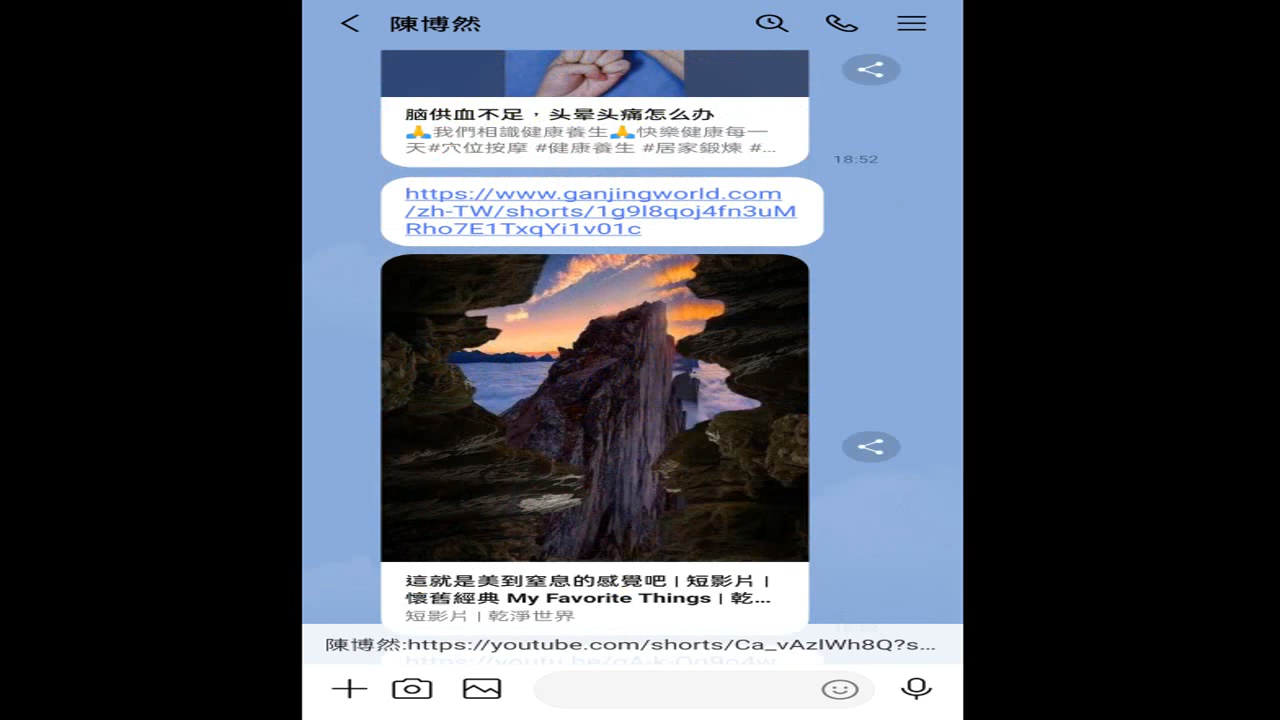 陳博然
脑供血不足，头晕头痛怎么办
🙏我們相識健康養生🙏快樂健康每一
天#穴位按摩 #健康養生 #居家鍛煉 #...
18:52
https://www.ganjingworld.com
/zh-TW/shorts/1g9l8qoj4fn3uM
Rho7E1TxqYi1v01c
這就是美到窒息的感覺吧 | 短影片 |
懷舊經典 My Favorite Things | 乾...
短影片 | 乾淨世界
陳博然:https://youtube.com/shorts/Ca_vAzlWh8Q?s...